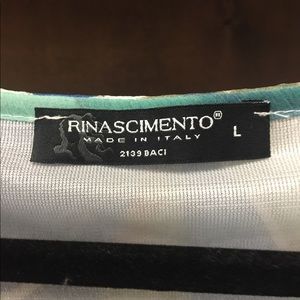 RINASCIMENTO® L
MADE IN ITALY
2139 BACI